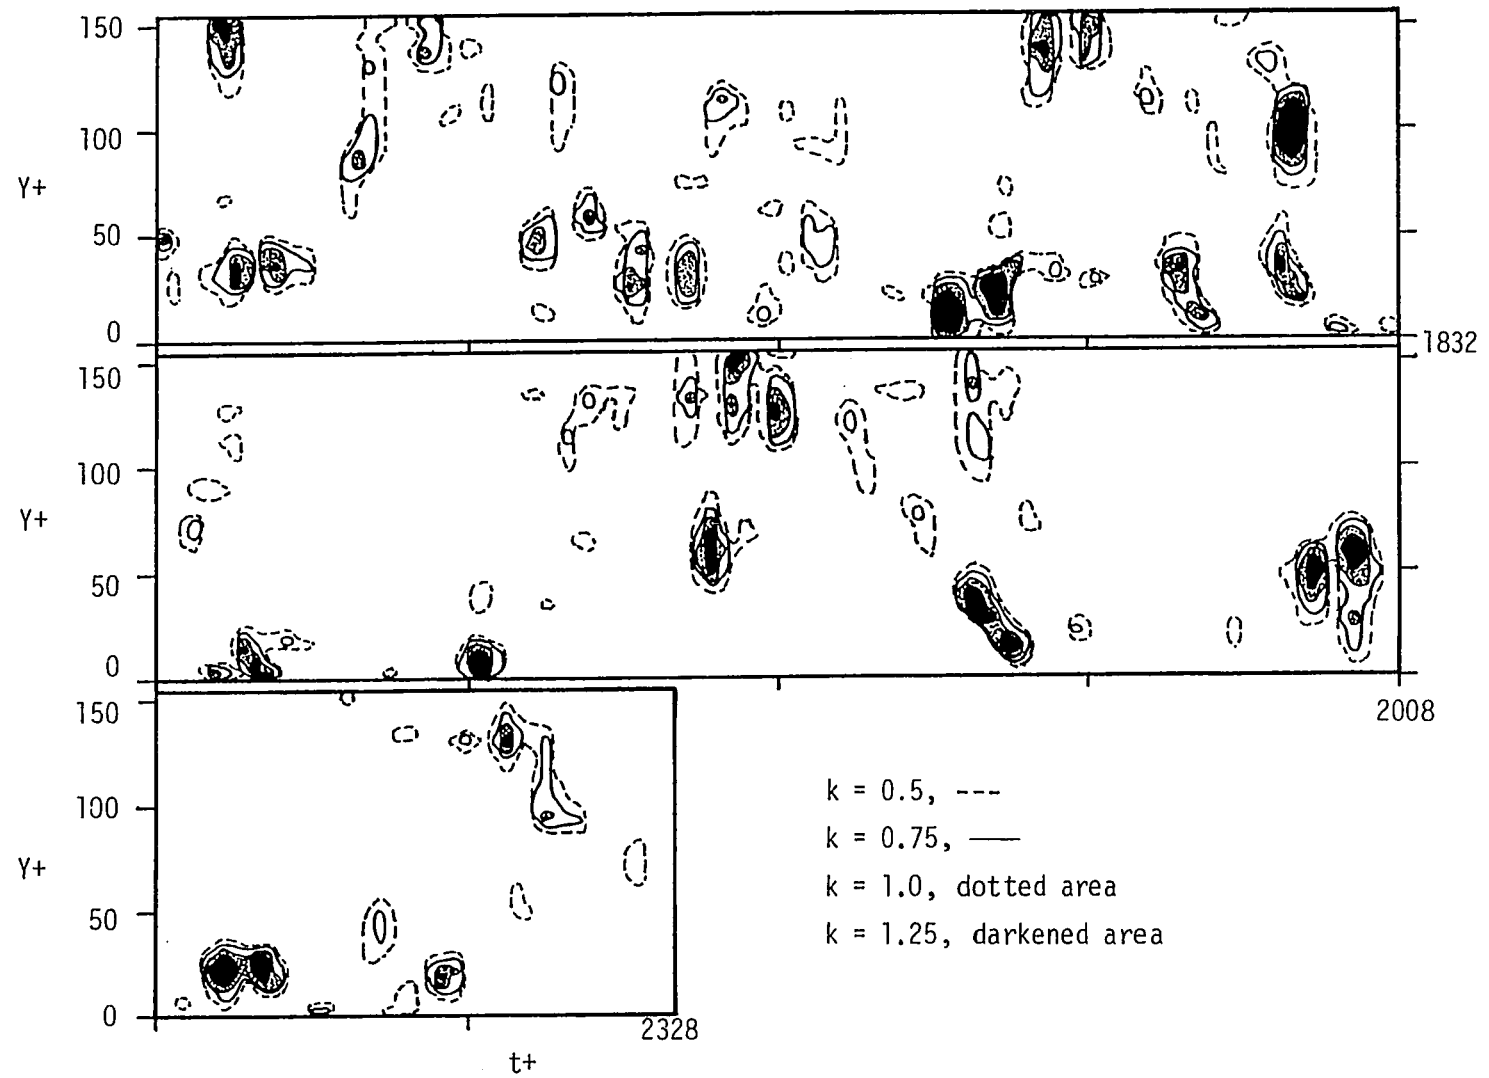 150
100
Y+
50
0
1832
150
100
Y+
50
0
2008
150
100
Y+
50
0
2328
t+
k = 0.5, ---
k = 0.75, ——
k = 1.0, dotted area
k = 1.25, darkened area